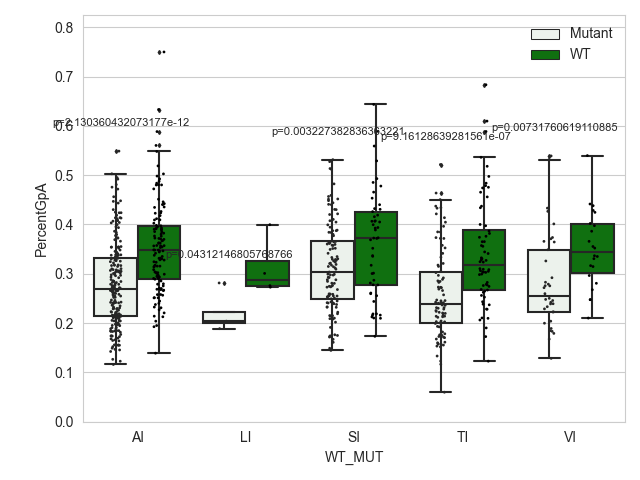 0.8
Mutant
WT
0.7
p=2.130360432073177e-12
0.6
p=0.003227382836363221
p=9.16128639281561e-07
p=0.00731760619110885
0.5
PercentGpA
0.4
p=0.04312146805768766
0.3
0.2
0.1
0.0
AI LI SI TI VI
WT_MUT